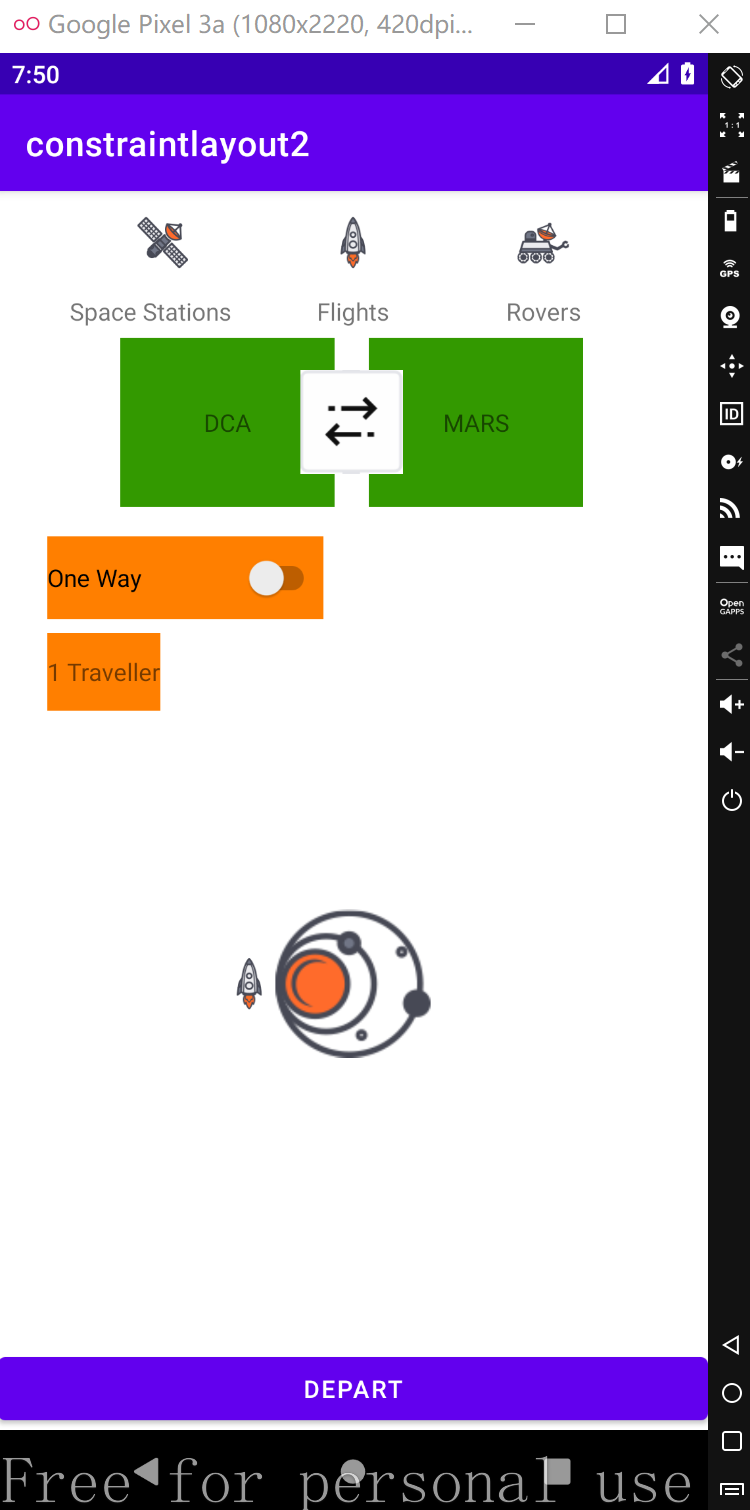 Google Pixel 3a (1080x2220, 420dpi...
7:50
constraintlayout2
1 : 1
Space Stations Flights Rovers
GPS
DCA MARS
ID
One Way
Open
GAPPS
1 Traveller
DEPART
Free for personal use